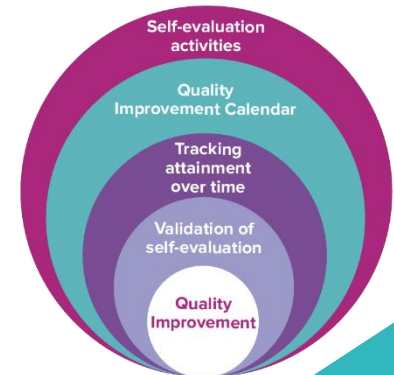 Self-evaluation
activities
Quality
Improvement Calendar
Tracking
attainment
over time
Validation of
self-evaluation
Quality
Improvement